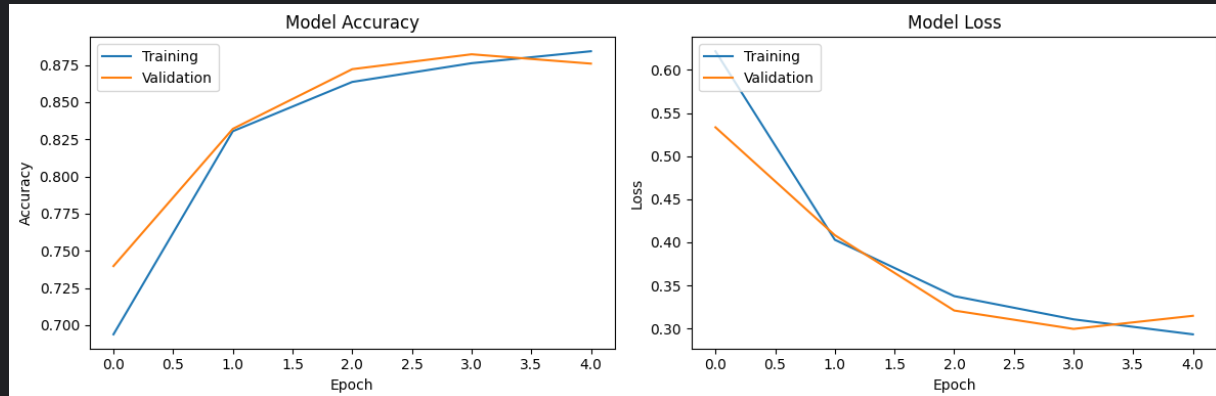 Model Accuracy
Training
Validation
0.875
0.850
0.825
0.800
0.775
0.750
0.725
0.700
Accuracy
0.0 0.5 1.0 1.5 2.0 2.5 3.0 3.5 4.0
Epoch
Model Loss
Training
Validation
0.60
0.55
0.50
0.45
0.40
0.35
0.30
Loss
0.0 0.5 1.0 1.5 2.0 2.5 3.0 3.5 4.0
Epoch